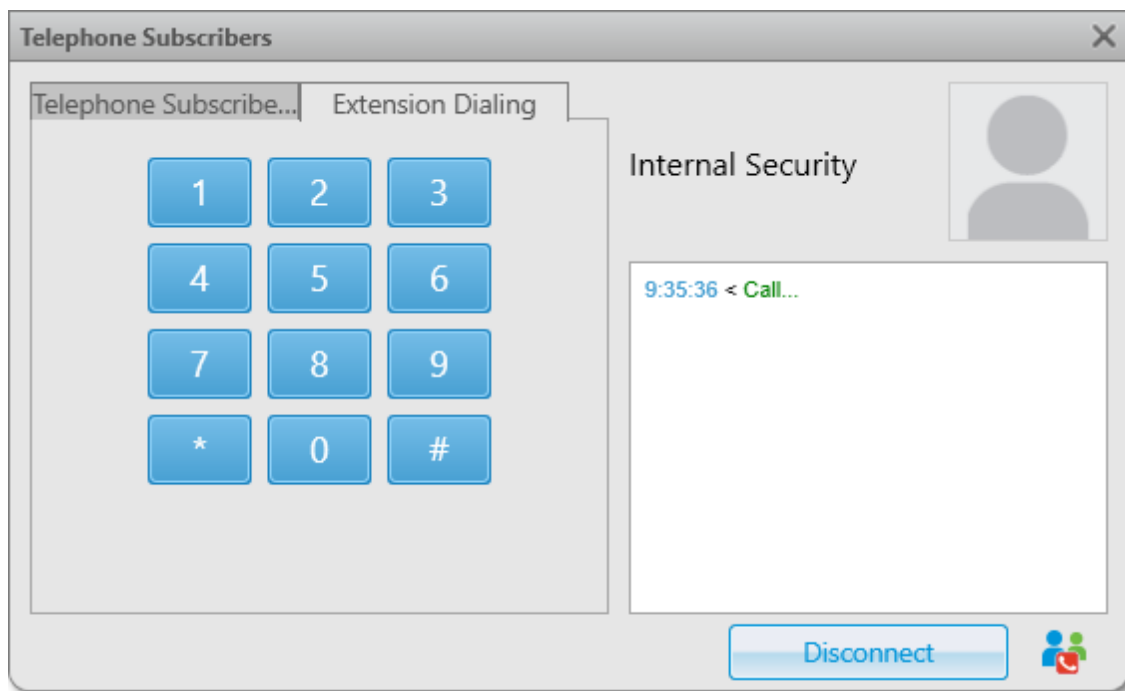 Telephone Subscribers
Telephone Subscribe... Extension Dialing
1 2 3
4 5 6
7 8 9
* 0 #
Internal Security
9:35:36 < Call...
Disconnect